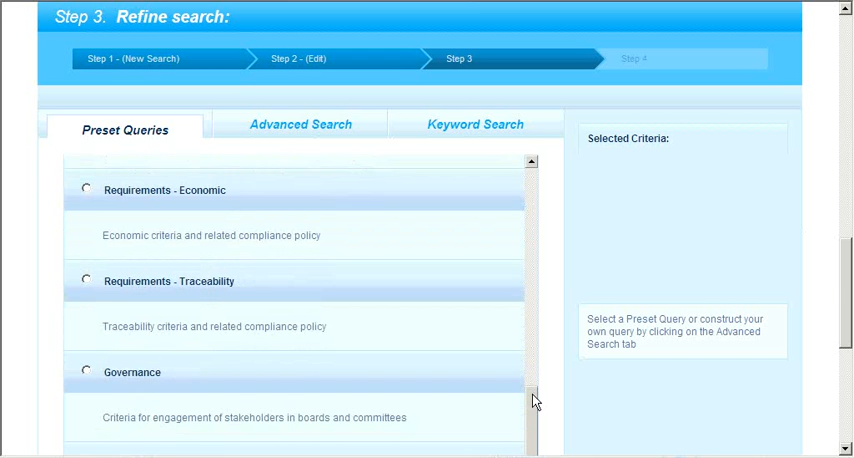 Step 3. Refine search:
Step 1 - (New Search)
Step 2 - (Edit)
Step 3
Step 4
Preset Queries
Advanced Search
Keyword Search
Requirements - Economic
Economic criteria and related compliance policy
Requirements - Traceability
Traceability criteria and related compliance policy
Governance
Criteria for engagement of stakeholders in boards and committees
Selected Criteria:
Select a Preset Query or construct your
own query by clicking on the Advanced
Search tab